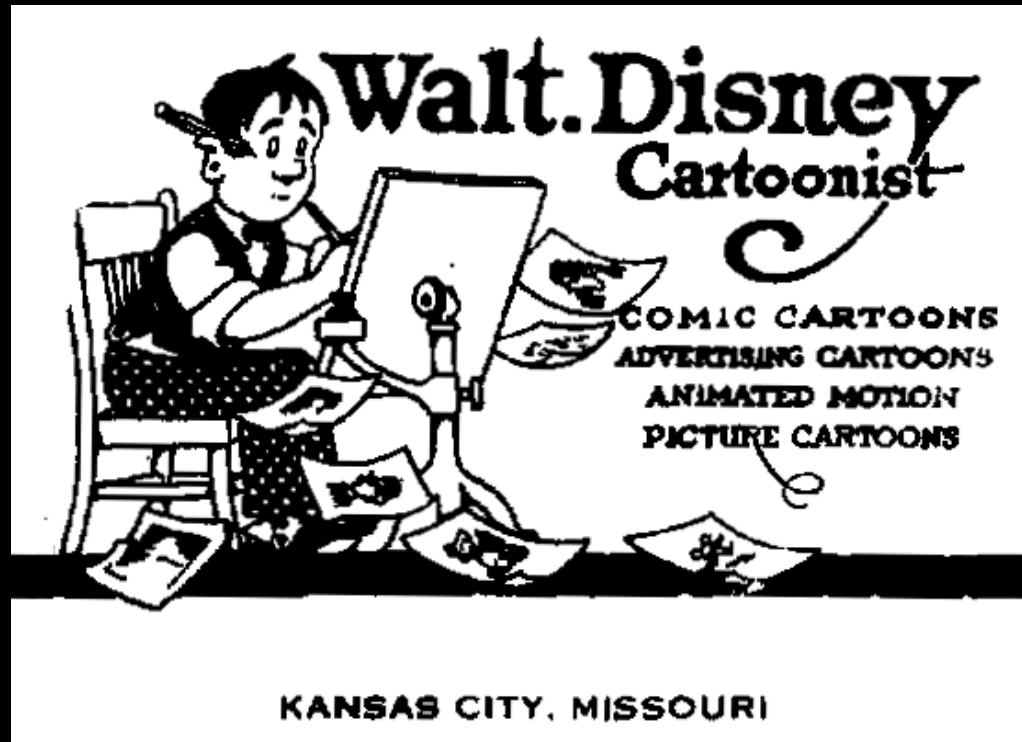 Walt. Disney
Cartoonist
COMIC CARTOONS
ADVERTISING CARTOONS
ANIMATED MOTION
PICTURE CARTOONS
KANSAS CITY, MISSOURI